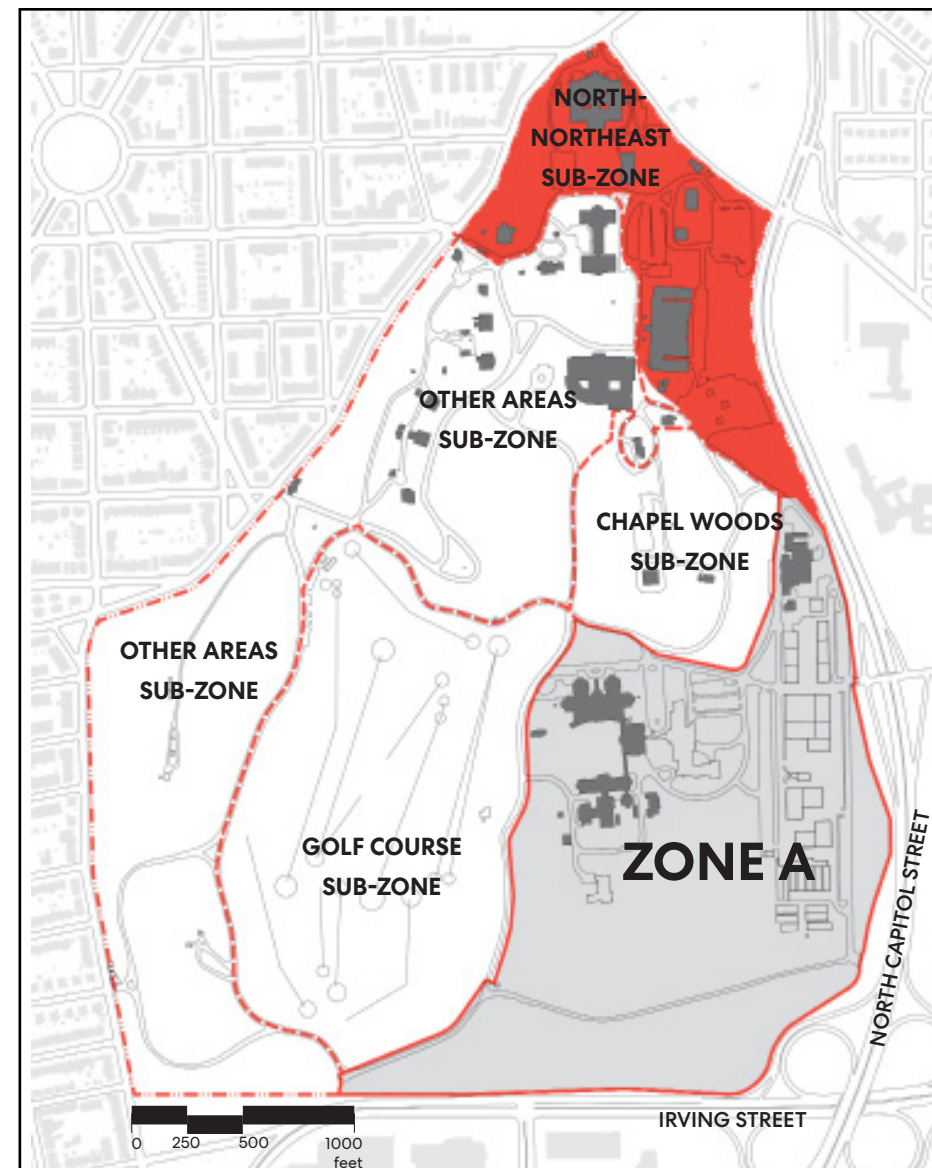 NORTH-
NORTHEAST
SUB-ZONE
OTHER AREAS
SUB-ZONE
CHAPEL WOODS
SUB-ZONE
OTHER AREAS
SUB-ZONE
GOLF COURSE
SUB-ZONE
ZONE A
NORTH CAPITOL STREET
IRVING STREET
0 250 500 1000
feet